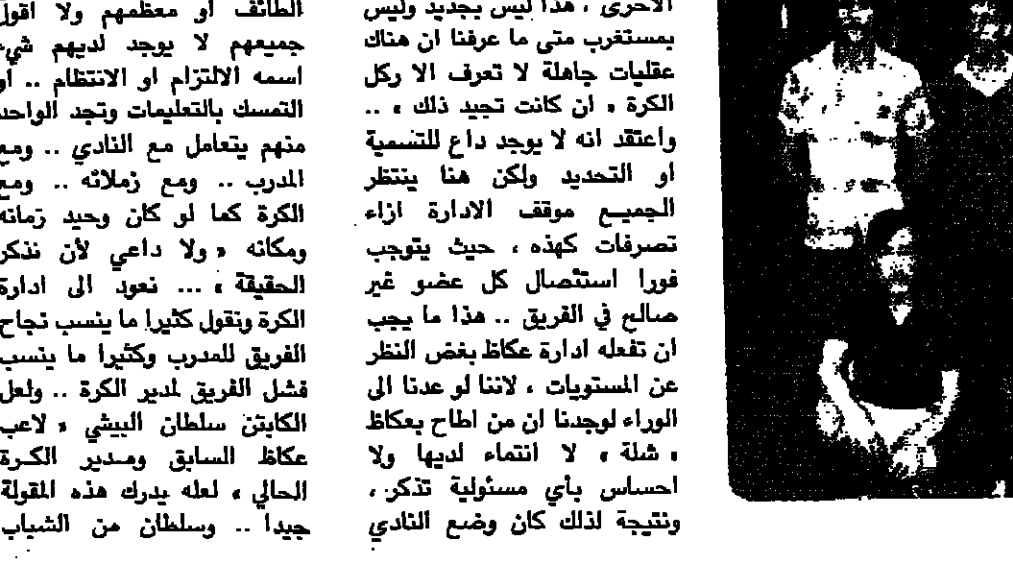 الاخرى ، هذا ليس بجديد وليس
بمستغرب متى ما عرفنا ان هناك
عقليات جاهلة لا تعرف الا ركل
الكرة « ان كانت تجيد ذلك » ..
واعتقد انه لا يوجد داع للتسمية
او التحديد ولكن هنا ينتظر
الجميع موقف الادارة ازاء
تصرفات كهذه ، حيث يتوجب
فورا استئصال كل عضو غير
صالح في الفريق .. هذا ما يجب
ان تفعله ادارة عكاظ بغض النظر
عن المستويات ، لاننا لو عدنا الى
الوراء لوجدنا ان من اطاح بعكاظ
« شلة » لا انتماء لديها ولا
احساس بأي مسئولية تذكر ،
ونتيجة لذلك كان وضع النادي
الطائف او معظمهم ولا اقول
جميعهم لا يوجد لديهم شيء
اسمه الالتزام او الانتظام .. او
التمسك بالتعليمات وتجد الواحد
منهم يتعامل مع النادي .. ومع
المدرب .. ومع زملائه .. ومع
الكرة كما لو كان وحيد زمانه
ومكانه « ولا داعي لأن نذكر
الحقيقة » ... نعود الى ادارة
الكرة ونقول كثيرا ما ينسب نجاح
الفريق للمدرب وكثيرا ما ينسب
فشل الفريق لمدير الكرة .. ولعل
الكابتن سلطان البيشي « لاعب
عكاظ السابق ومدير الكرة
الحالي » لعله يدرك هذه المقولة
جيدا .. وسلطان من الشباب